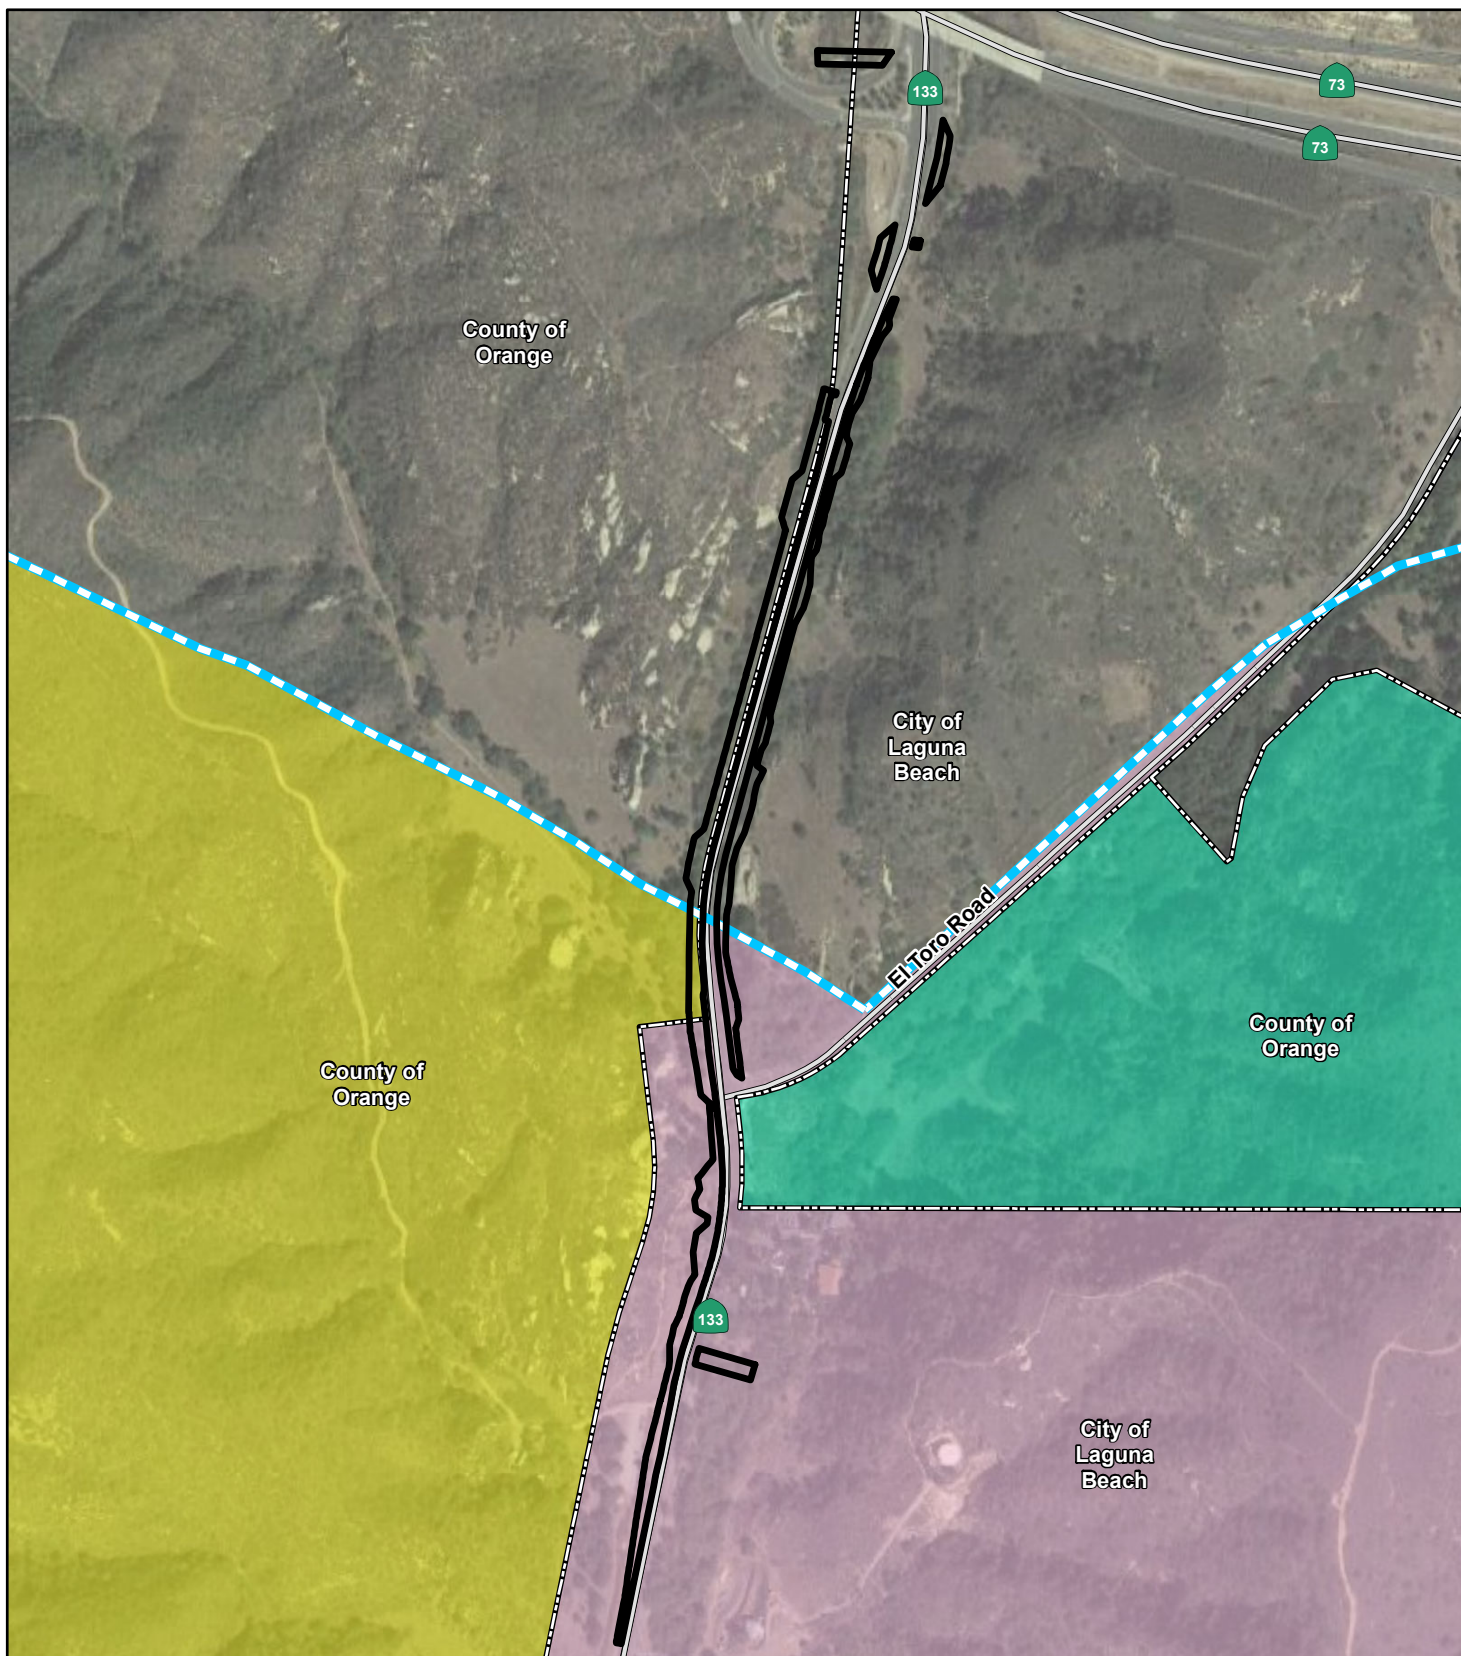 73
133
73
County of
Orange
City of
Laguna
Beach
El Toro Road
County of
Orange
County of
Orange
133
City of
Laguna
Beach